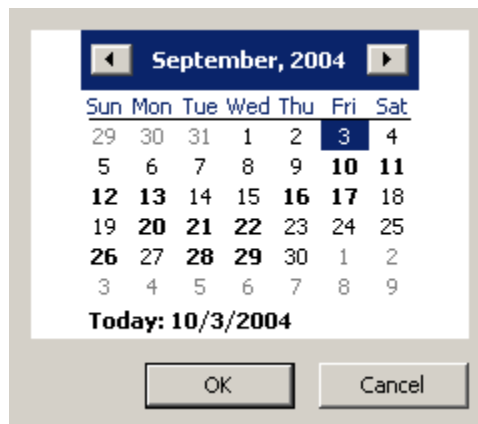 September, 2004
Sun Mon Tue Wed Thu Fri Sat
29 30 31 1 2 3 4
5 6 7 8 9 10 11
12 13 14 15 16 17 18
19 20 21 22 23 24 25
26 27 28 29 30 1 2
3 4 5 6 7 8 9
Today: 10/3/2004
OK Cancel